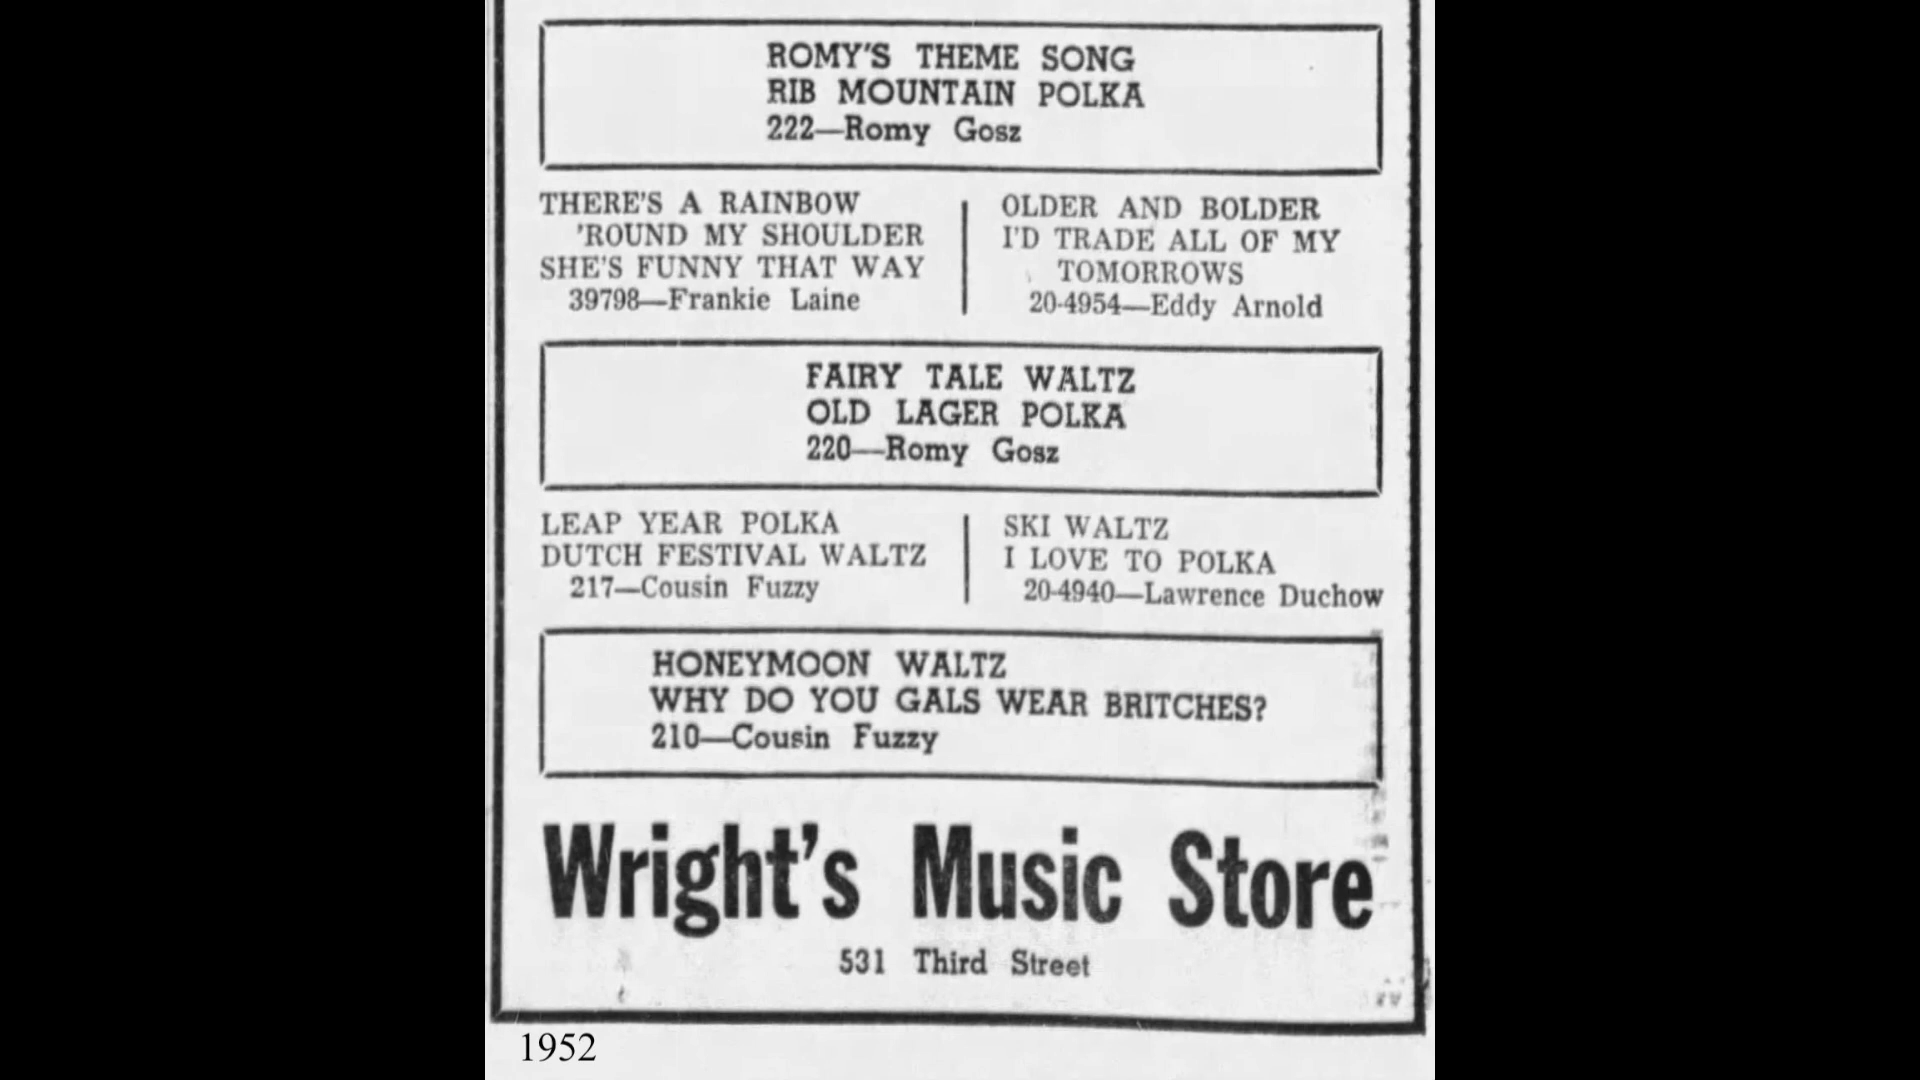 ROMY'S THEME SONG
RIB MOUNTAIN POLKA
222—Romy Gosz
THERE'S A RAINBOW
'ROUND MY SHOULDER
SHE'S FUNNY THAT WAY
39798—Frankie Laine
OLDER AND BOLDER
I'D TRADE ALL OF MY
TOMORROWS
20-4954—Eddy Arnold
FAIRY TALE WALTZ
OLD LAGER POLKA
220—Romy Gosz
LEAP YEAR POLKA
DUTCH FESTIVAL WALTZ
217—Cousin Fuzzy
SKI WALTZ
I LOVE TO POLKA
20-4940—Lawrence Duchow
HONEYMOON WALTZ
WHY DO YOU GALS WEAR BRITCHES?
210—Cousin Fuzzy
Wright's Music Store
531 Third Street
1952